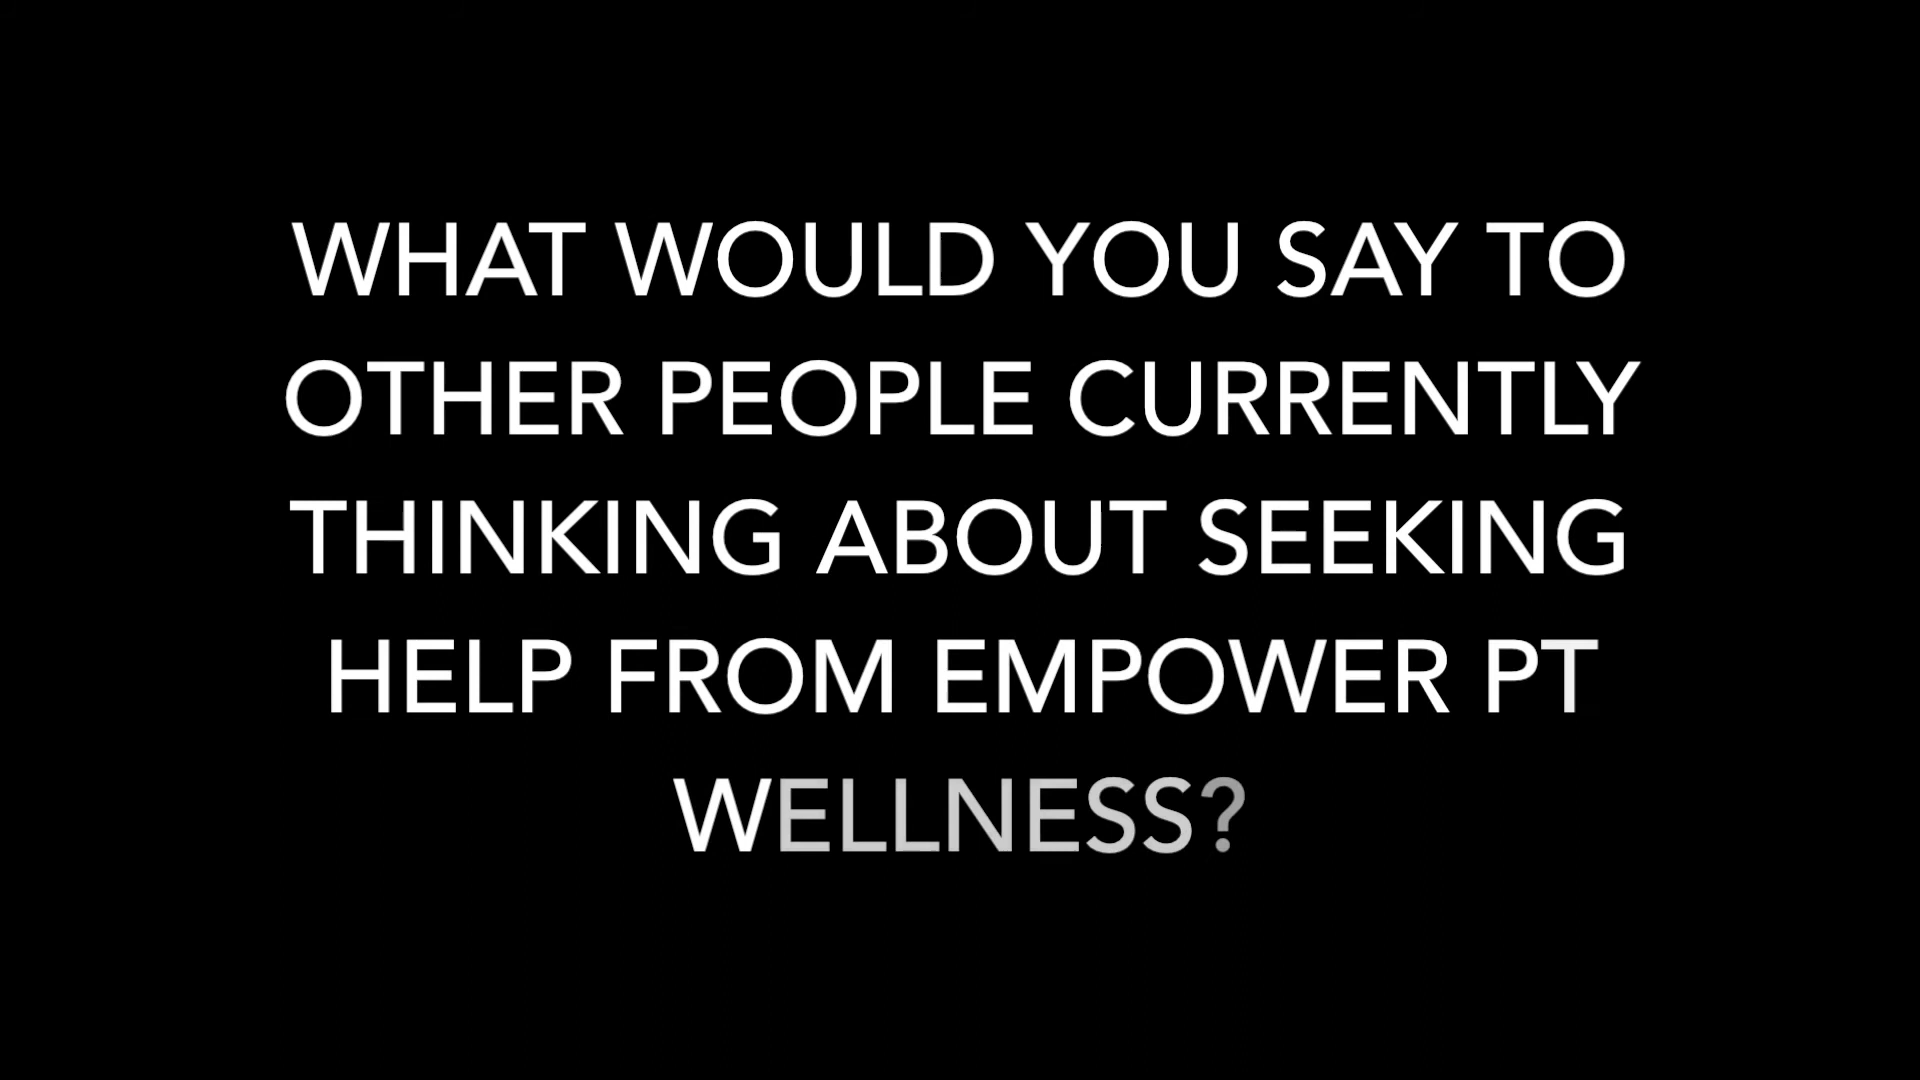 WHAT WOULD YOU SAY TO
OTHER PEOPLE CURRENTLY
THINKING ABOUT SEEKING
HELP FROM EMPOWER PT
WELLNESS?